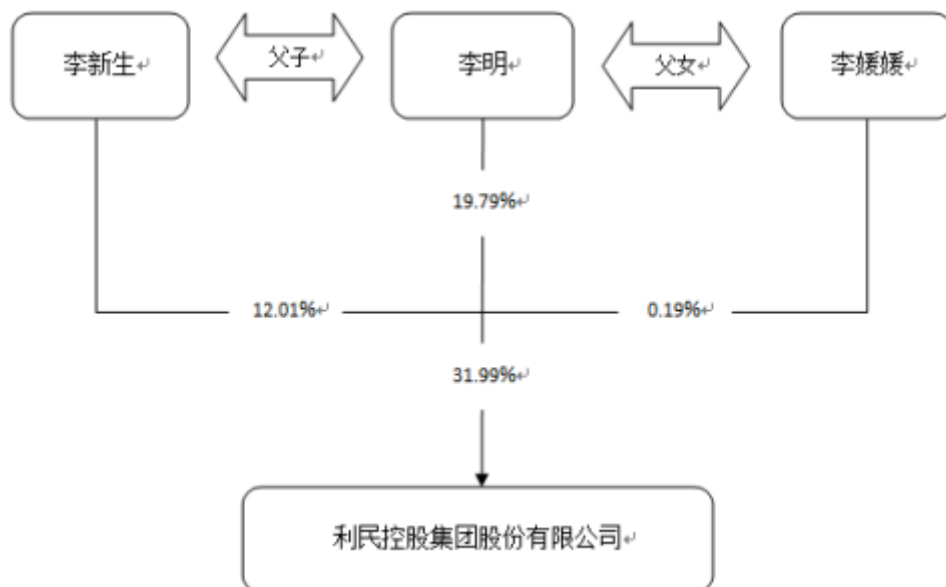 李新生
父子
李明
父女
李媛媛
19.79%
12.01%
0.19%
31.99%
利民控股集团股份有限公司